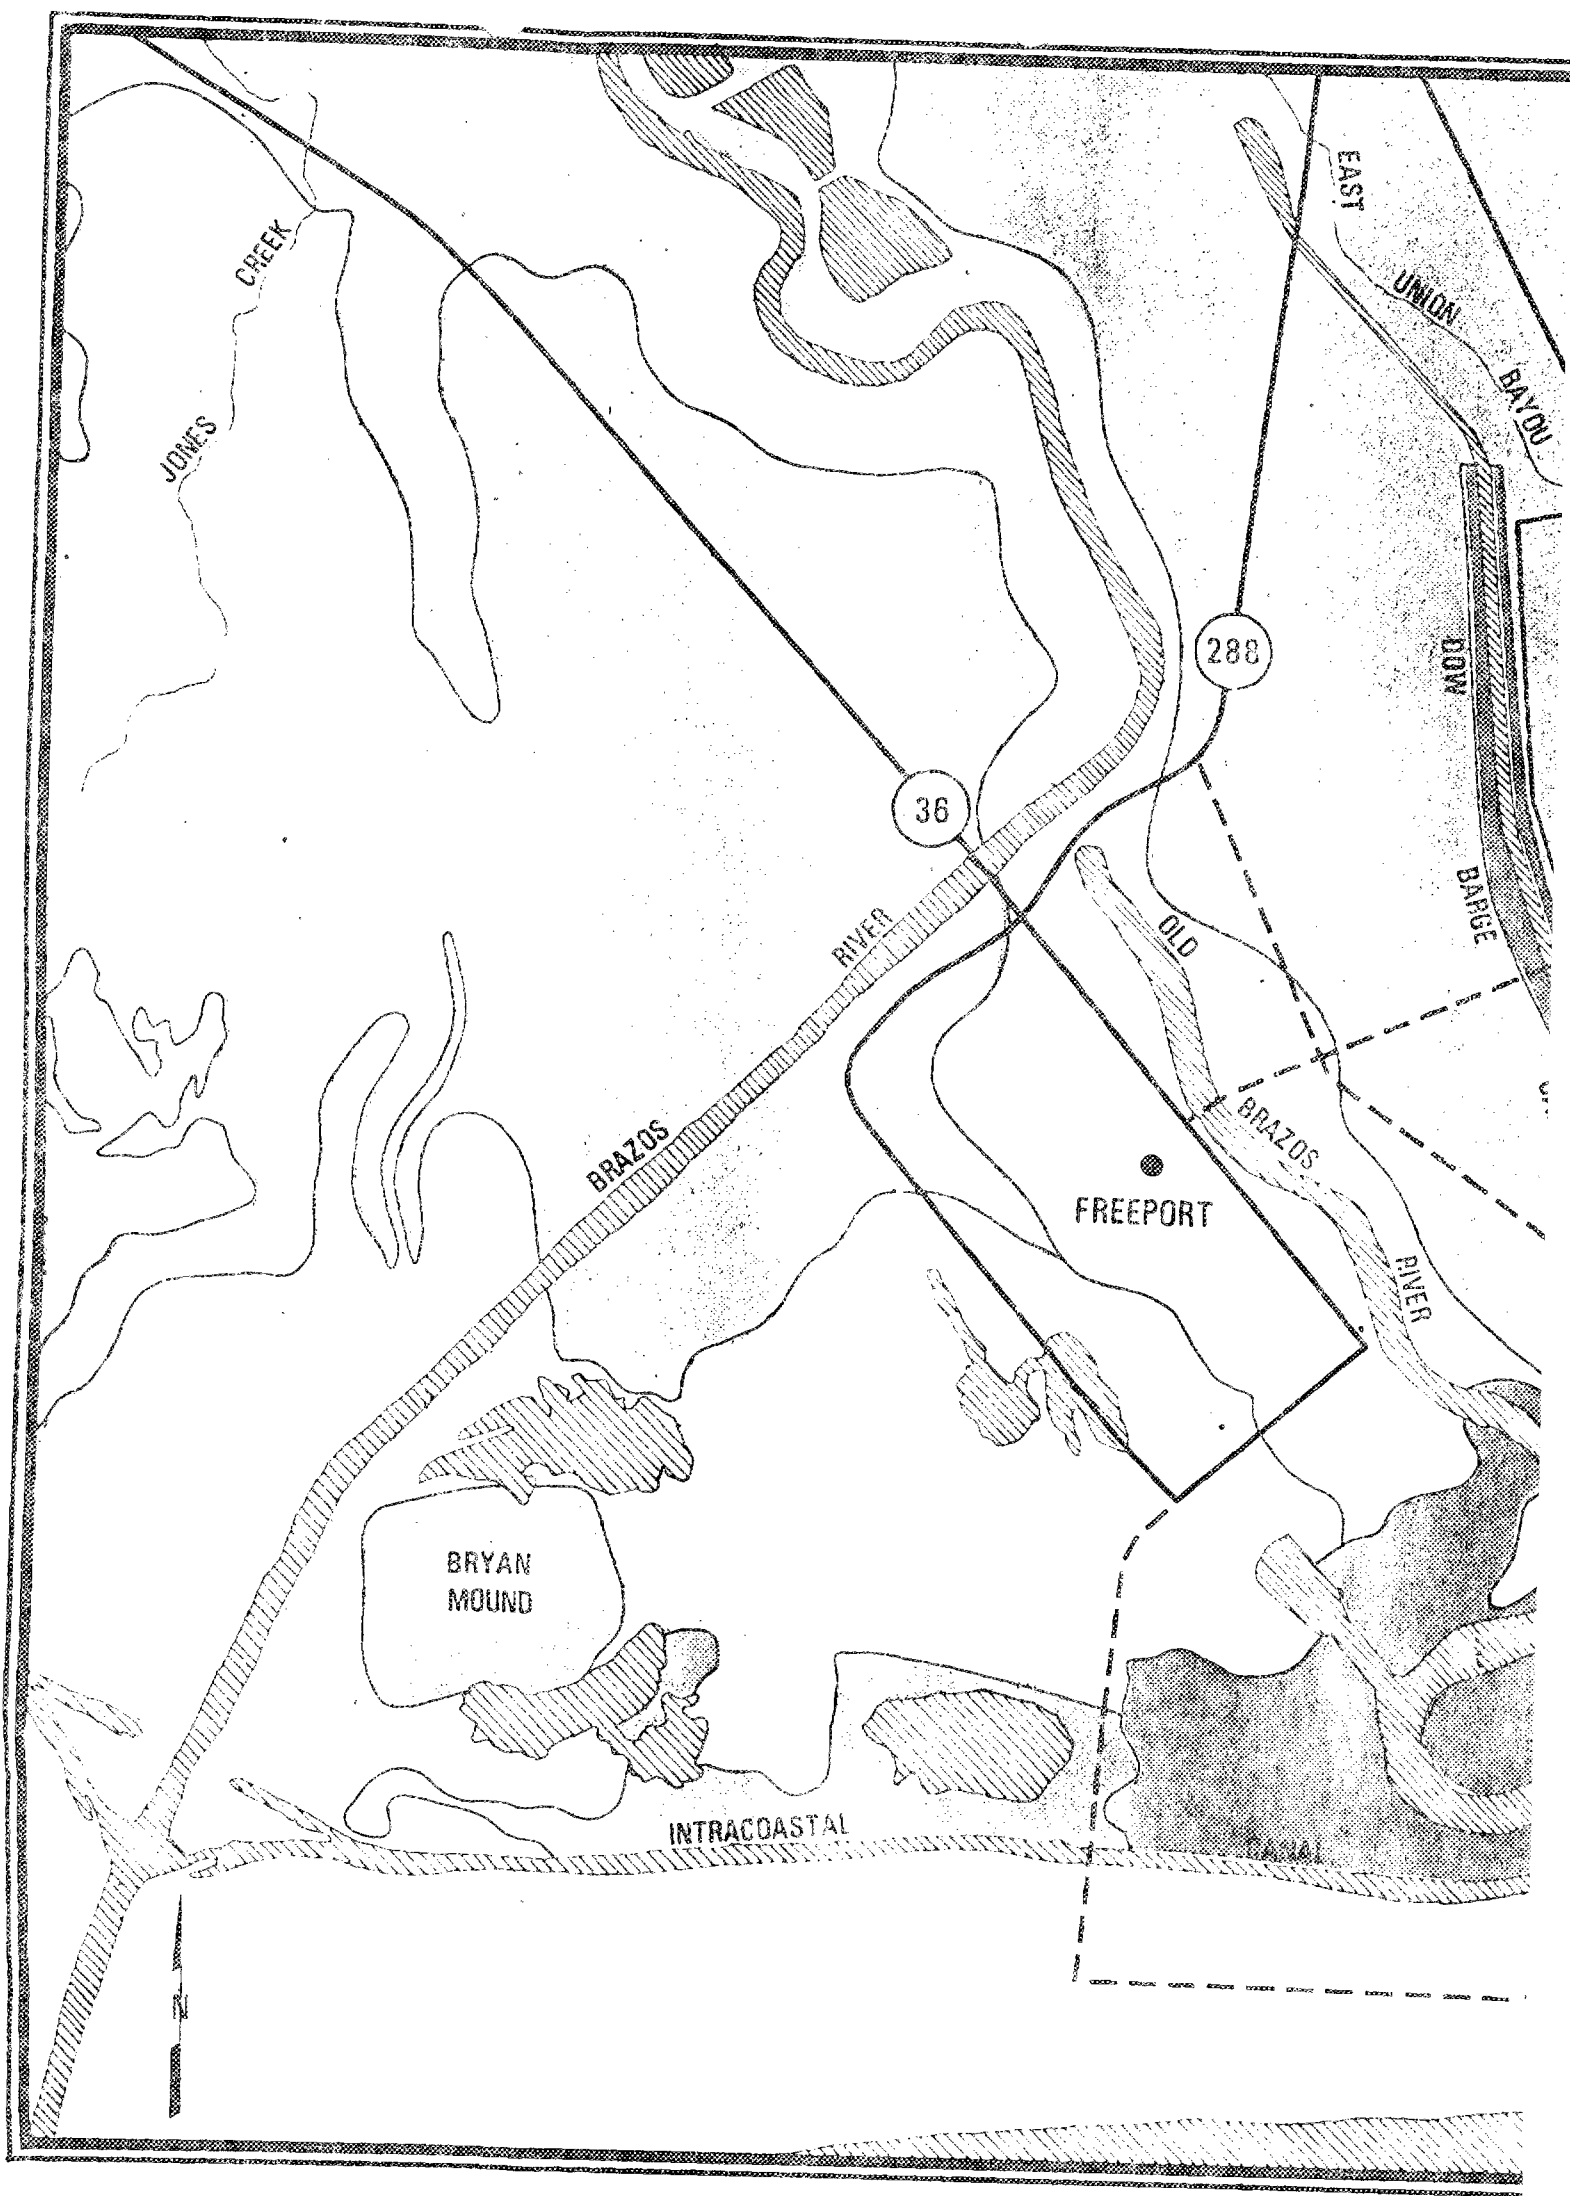 EAST
CREEK
UNION
BAYOU
JONES
288
DOW
36
BARGE
RIVER
OLD
BRAZOS
BRAZOS
FREEPORT
RIVER
BRYAN
MOUND
INTRACOASTAL
CANAL
N